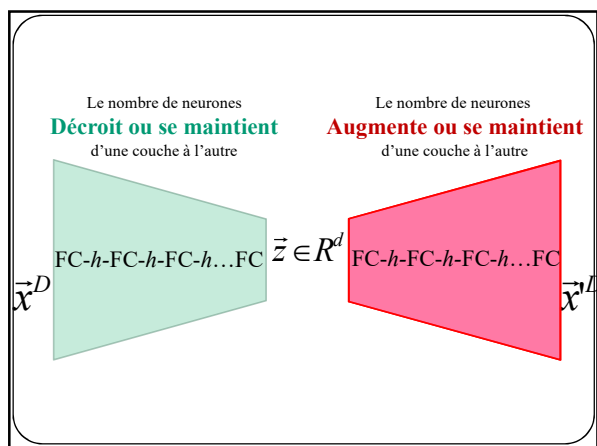 Le nombre de neurones
Décroit ou se maintient
d'une couche à l'autre
Le nombre de neurones
Augmente ou se maintient
d'une couche à l'autre
FC-h-FC-h-FC-h…FC
z⃗ ∈ R^d
FC-h-FC-h-FC-h…FC
x⃗^D
x⃗'^D